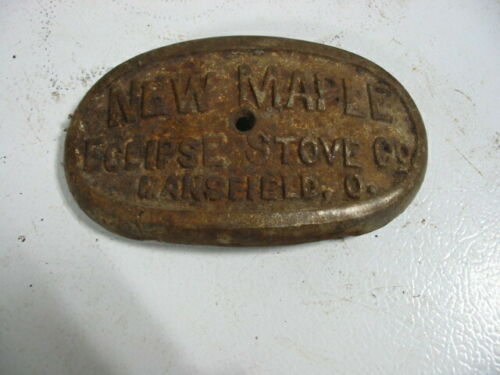 NEW MAPLE
ECLIPSE STOVE CO
MANSFIELD, O.